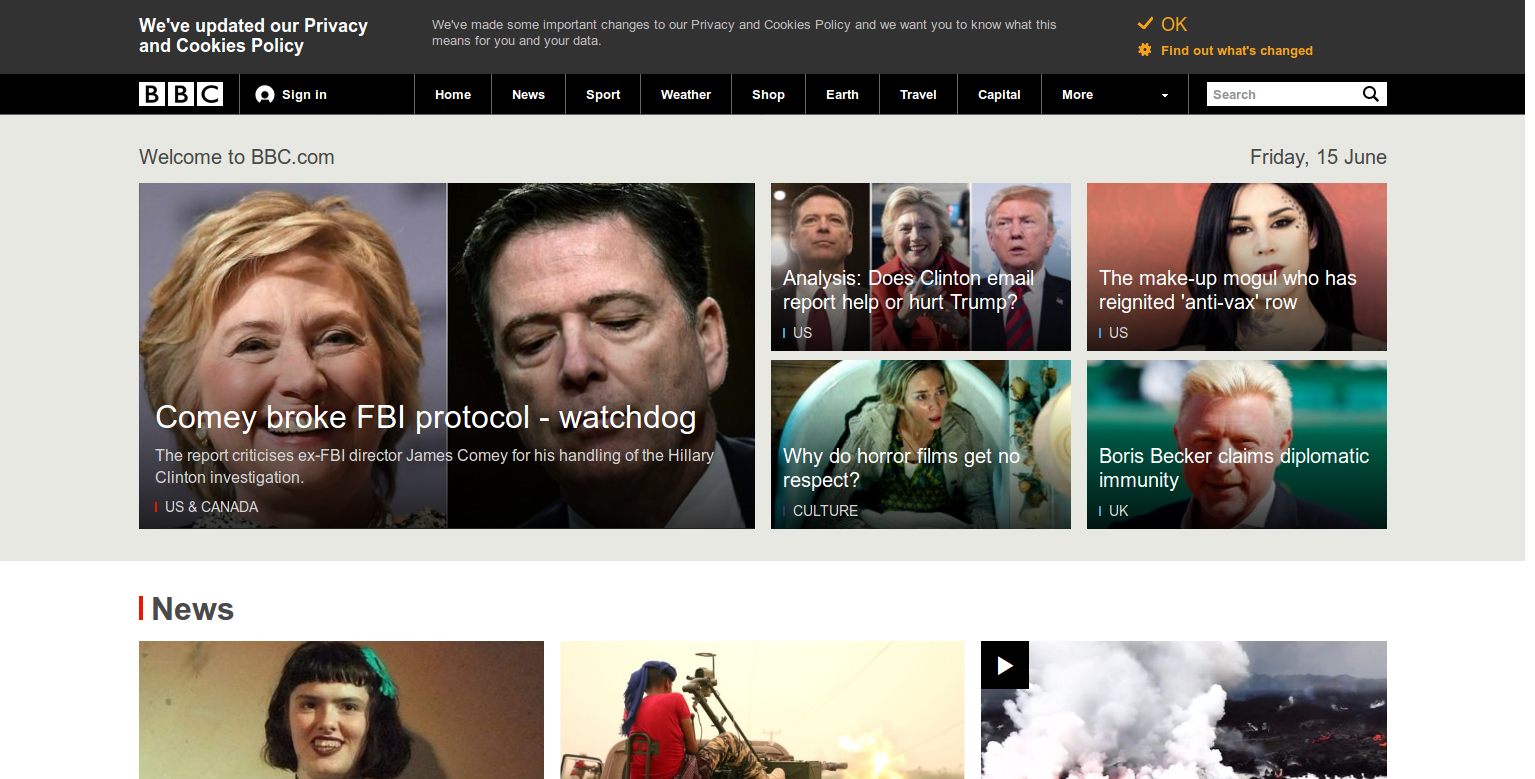 We've updated our Privacy
and Cookies Policy
We've made some important changes to our Privacy and Cookies Policy and we want you to know what this
means for you and your data.
OK
Find out what's changed
BBC
Sign in
Home
News
Sport
Weather
Shop
Earth
Travel
Capital
More
Search
Welcome to BBC.com
Friday, 15 June
Comey broke FBI protocol - watchdog
The report criticises ex-FBI director James Comey for his handling of the Hillary
Clinton investigation.
US & CANADA
Analysis: Does Clinton email
report help or hurt Trump?
US
The make-up mogul who has
reignited 'anti-vax' row
US
Why do horror films get no
respect?
CULTURE
Boris Becker claims diplomatic
immunity
UK
News